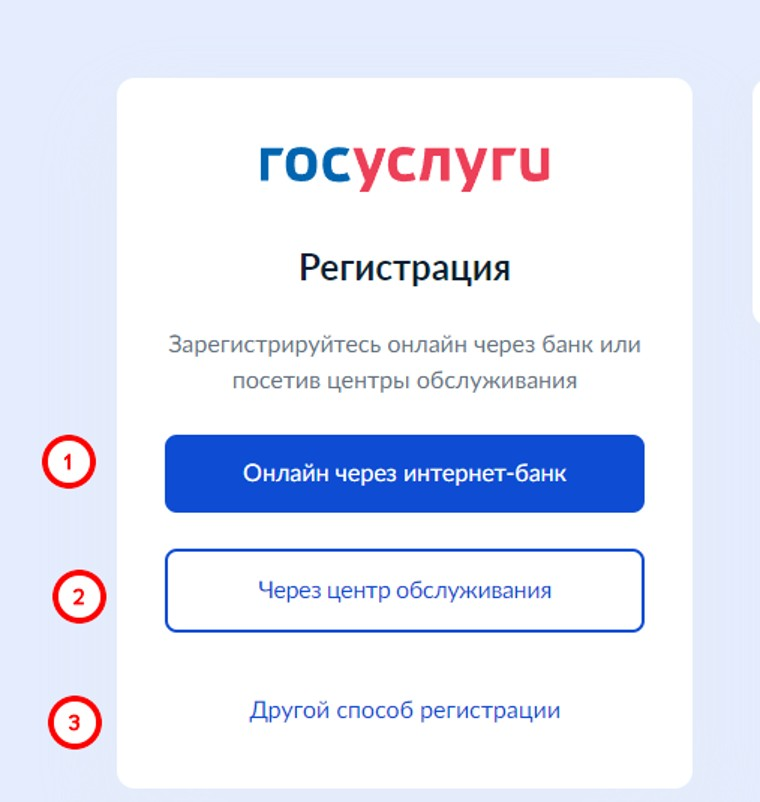 госуслуги
Регистрация
Зарегистрируйтесь онлайн через банк или
посетив центры обслуживания
1
Онлайн через интернет-банк
2
Через центр обслуживания
3
Другой способ регистрации